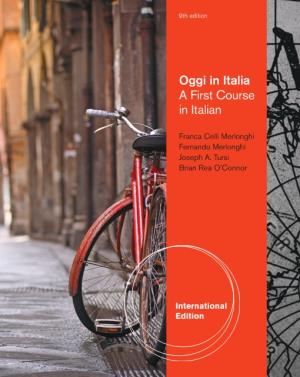 9th edition
Oggi in Italia
A First Course
in Italian
Franca Celli Merlonghi
Fernando Merlonghi
Joseph A. Tursi
Brian Rea O'Connor
International
Edition